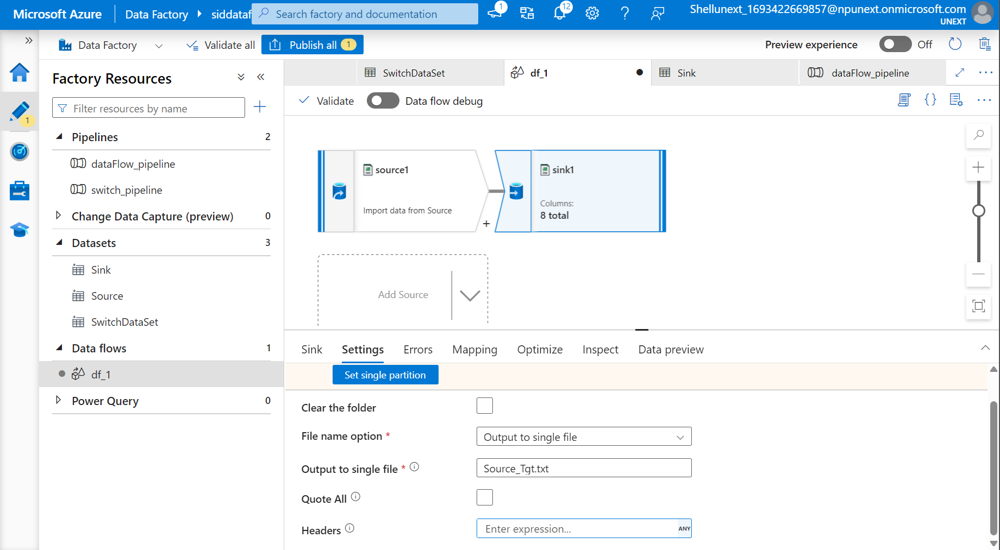 Microsoft Azure
Data Factory
siddataf
Search factory and documentation
1
12
Shellunext_1693422669857@npunext.onmicrosoft.com
UNEXT
Data Factory
Validate all
Publish all
1
Preview experience
Off
1
Factory Resources
Filter resources by name
Pipelines
2
dataFlow_pipeline
switch_pipeline
Change Data Capture (preview)
0
Datasets
3
Sink
Source
SwitchDataSet
Data flows
1
df_1
Power Query
0
SwitchDataSet
df_1
Sink
dataFlow_pipeline
Validate
Data flow debug
source1
Import data from Source
+
sink1
Columns:
8 total
Add Source
Sink
Settings
Errors
Mapping
Optimize
Inspect
Data preview
Set single partition
Clear the folder
File name option *
Output to single file
Output to single file *
Source_Tgt.txt
Quote All
Headers
Enter expression...
ANY